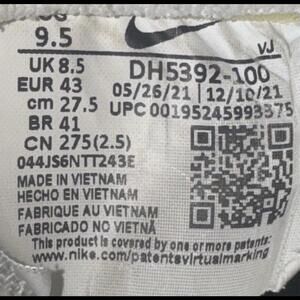 9.5
VJ
UK 8.5
DH5392-100
EUR 43
05/26/21 | 12/10/21
cm 27.5
UPC 00195245993375
BR 41
CN 275(2.5)
044JS6NTT243E
MADE IN VIETNAM
HECHO EN VIETNAM
FABRIQUE AU VIETNAM
FABRICADO NO VIETNÃ
This product is covered by one or more patents.
www.nike.com/patentsvirtualmarking